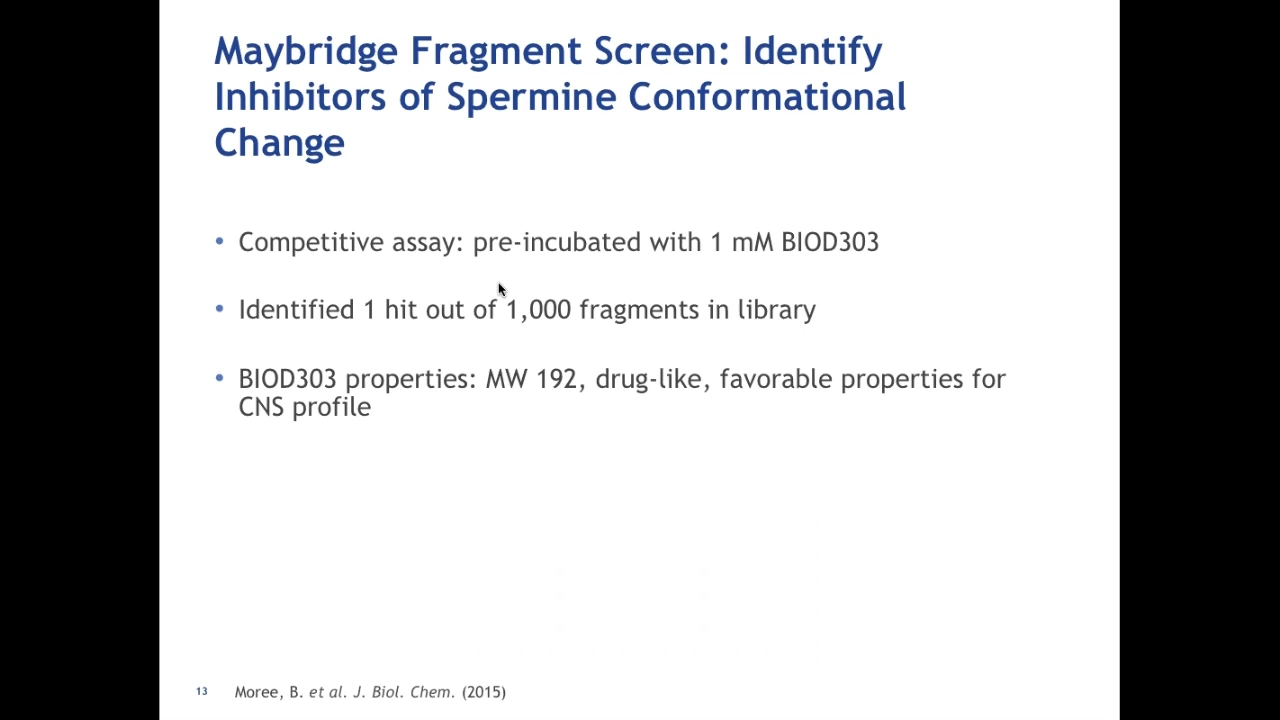 Maybridge Fragment Screen: Identify
Inhibitors of Spermine Conformational
Change
• Competitive assay: pre-incubated with 1 mM BIOD303
• Identified 1 hit out of 1,000 fragments in library
• BIOD303 properties: MW 192, drug-like, favorable properties for
CNS profile
13 Moree, B. et al. J. Biol. Chem. (2015)